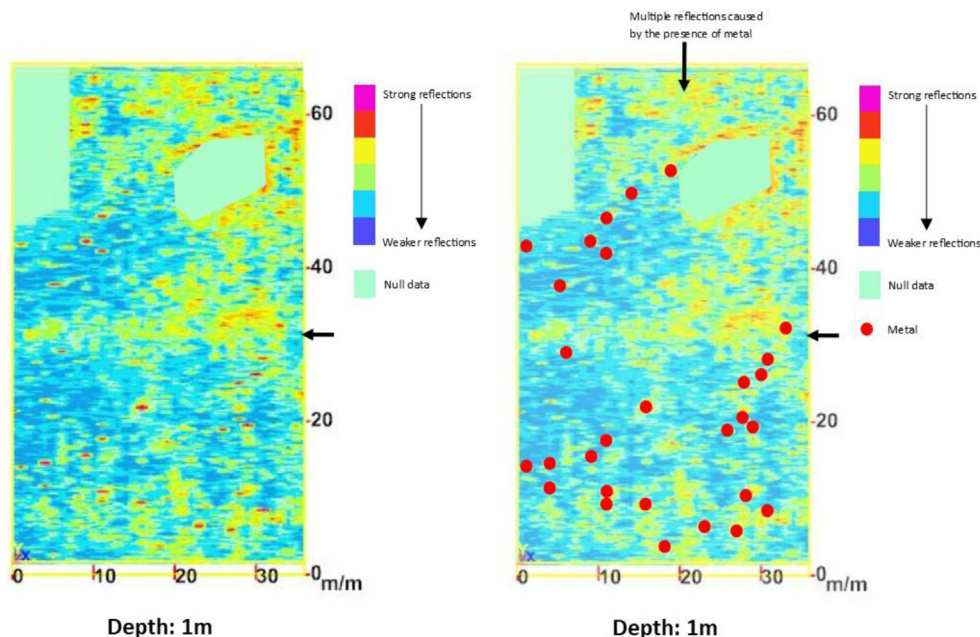 Multiple reflections caused
by the presence of metal
Strong reflections
Weaker reflections
Null data
60
40
20
0
m/m
Y
X
0
10
20
30
Depth: 1m
Strong reflections
Weaker reflections
Null data
Metal
60
40
20
0
m/m
Y
X
0
10
20
30
Depth: 1m